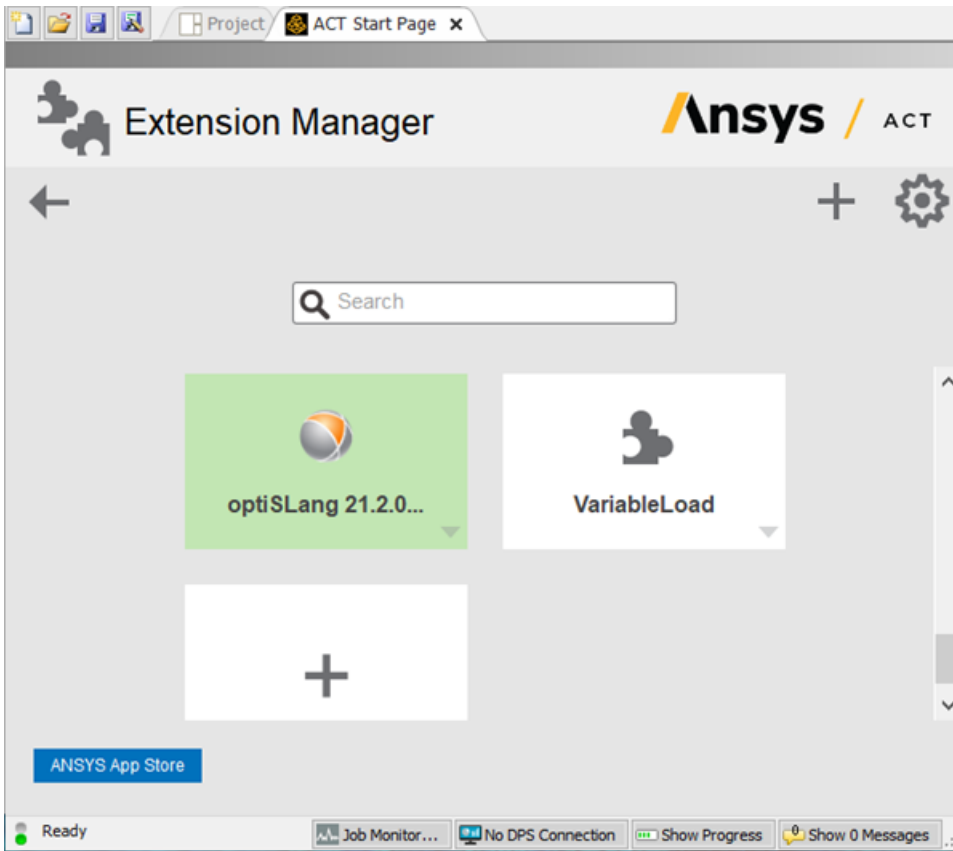 Project
ACT Start Page
Extension Manager
Ansys / ACT
Search
optiSLang 21.2.0...
VariableLoad
ANSYS App Store
Ready
Job Monitor...
No DPS Connection
Show Progress
0
Show 0 Messages